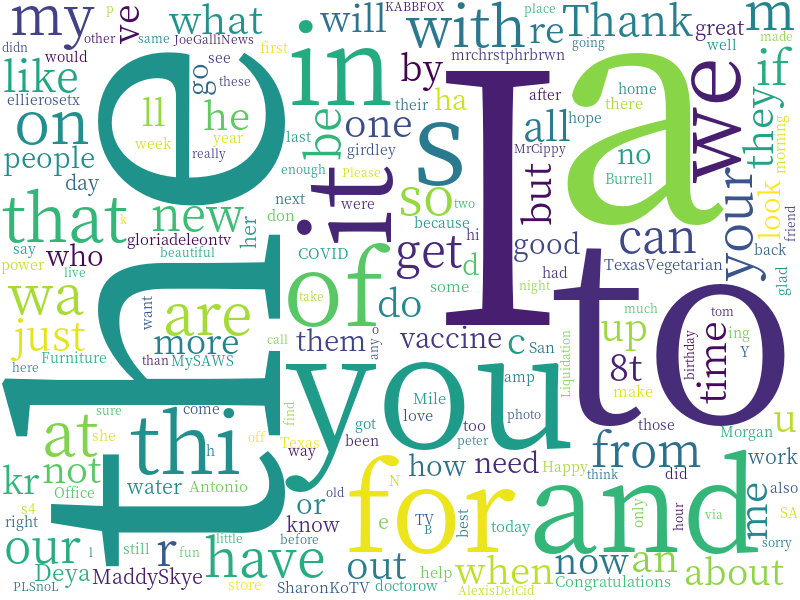 my
ve
other
p
what
same
JoeGalliNews
didn
would
like
ellierosetx
on
people
day
the
ll
week
he
year
really
go
see
these
first
in
will
KABBFOX
with
re
place
Thank
going
great
well
m
made
mrchrstphrbrwn
by
ha
their
after
be
one
girdley
last
s
all
hope
MrCippy
I
a
home
there
no
Burrell
we
if
they
morning
that
k
say
new
who
gloriadeleontv
beautiful
her
next
don
enough
Please
were
it
so
because
two
hi
get
d
some
but
good
had
night
can
TexasVegetarian
your
look
friend
back
glad
power
live
wa
just
here
Furniture
are
want
more
than
MySAWS
COVID
of
take
call
do
them
any
o
vaccine
c
San
amp
Liquidation
to
up
much
8t
make
tom
ing
birthday
time
Y
those
Morgan
u
sure
at
she
come
thi
h
find
off
Texas
way
you
got
been
Mile
love
too
peter
photo
kr
not
Office
s4
right
water
Antonio
or
know
old
before
for
N
e
TV
B
best
today
how
need
Happy
from
think
did
only
hour
via
and
me
work
also
SA
sorry
our
l
still
r
fun
little
have
Deya
MaddySkye
PLSnoL
store
SharonKoTV
out
doctorow
help
when
AlexisDelCid
now
an
Congratulations
about